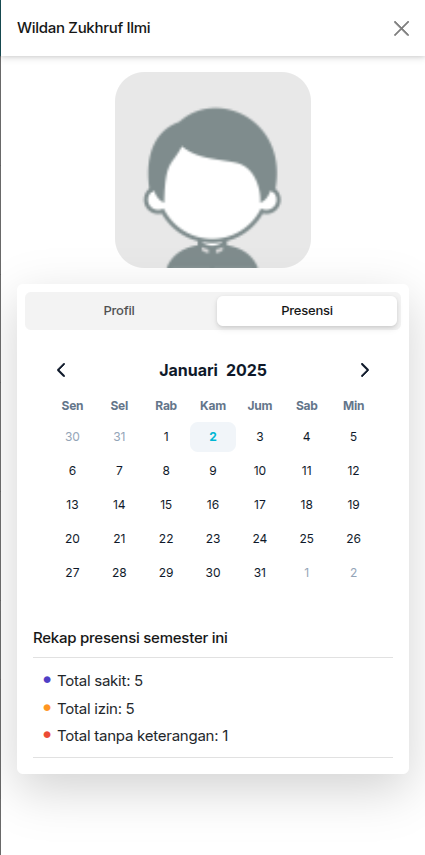 Wildan Zukhruf Ilmi
Profil Presensi
Januari 2025
Sen Sel Rab Kam Jum Sab Min
30 31 1 2 3 4 5
6 7 8 9 10 11 12
13 14 15 16 17 18 19
20 21 22 23 24 25 26
27 28 29 30 31 1 2
Rekap presensi semester ini
Total sakit: 5
Total izin: 5
Total tanpa keterangan: 1